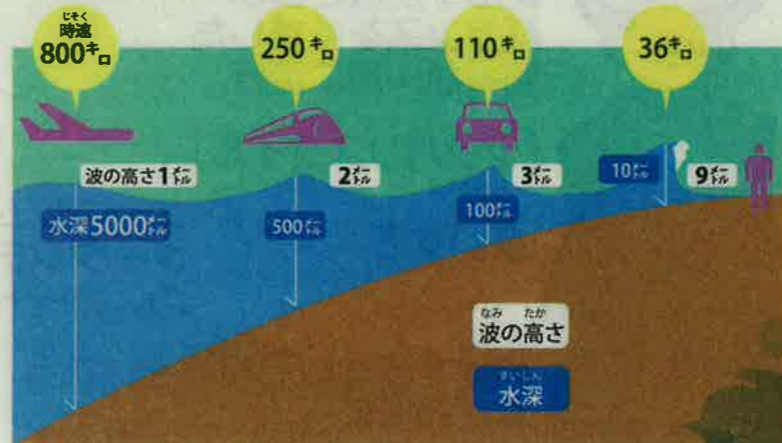 じそく
時速
800キロ
250キロ
110キロ
36キロ
波の高さ1メートル
2メートル
3メートル
10メートル
9メートル
水深5000メートル
500メートル
100メートル
なみ たか
波の高さ
すいしん
水深